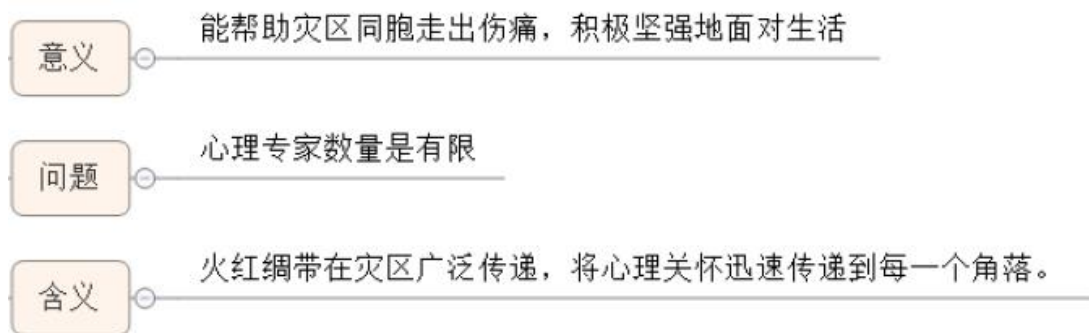 能帮助灾区同胞走出伤痛，积极坚强地面对生活
意义
心理专家数量是有限
问题
火红绸带在灾区广泛传递，将心理关怀迅速传递到每一个角落。
含义